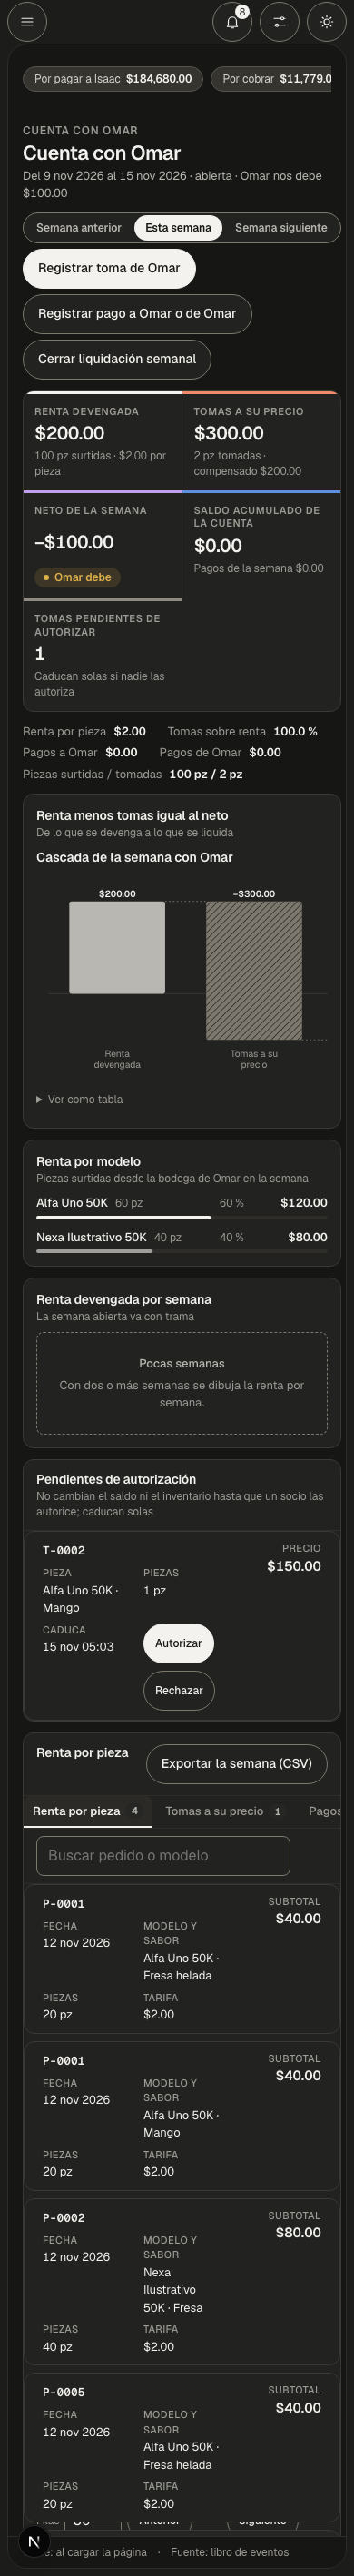 8
Por pagar a Isaac $184,680.00 Por cobrar $11,779.0
CUENTA CON OMAR
Cuenta con Omar
Del 9 nov 2026 al 15 nov 2026 · abierta · Omar nos debe
$100.00
Semana anterior Esta semana Semana siguiente
Registrar toma de Omar
Registrar pago a Omar o de Omar
Cerrar liquidación semanal
RENTA DEVENGADA
$200.00
100 pz surtidas · $2.00 por
pieza
TOMAS A SU PRECIO
$300.00
2 pz tomadas ·
compensado $200.00
NETO DE LA SEMANA
−$100.00
Omar debe
SALDO ACUMULADO DE
LA CUENTA
$0.00
Pagos de la semana $0.00
TOMAS PENDIENTES DE
AUTORIZAR
1
Caducan solas si nadie las
autoriza
Renta por pieza $2.00 Tomas sobre renta 100.0 %
Pagos a Omar $0.00 Pagos de Omar $0.00
Piezas surtidas / tomadas 100 pz / 2 pz
Renta menos tomas igual al neto
De lo que se devenga a lo que se liquida
Cascada de la semana con Omar
$200.00 −$300.00
Renta
devengada
Tomas a su
precio
Ver como tabla
Renta por modelo
Piezas surtidas desde la bodega de Omar en la semana
Alfa Uno 50K 60 pz 60 % $120.00
Nexa Ilustrativo 50K 40 pz 40 % $80.00
Renta devengada por semana
La semana abierta va con trama
Pocas semanas
Con dos o más semanas se dibuja la renta por
semana.
Pendientes de autorización
No cambian el saldo ni el inventario hasta que un socio las
autorice; caducan solas
T-0002
PRECIO
$150.00
PIEZA
Alfa Uno 50K ·
Mango
PIEZAS
1 pz
CADUCA
15 nov 05:03
Autorizar
Rechazar
Renta por pieza
Exportar la semana (CSV)
Renta por pieza 4 Tomas a su precio 1 Pagos
Buscar pedido o modelo
P-0001
SUBTOTAL
$40.00
FECHA
12 nov 2026
MODELO Y
SABOR
Alfa Uno 50K ·
Fresa helada
PIEZAS
20 pz
TARIFA
$2.00
P-0001
SUBTOTAL
$40.00
FECHA
12 nov 2026
MODELO Y
SABOR
Alfa Uno 50K ·
Mango
PIEZAS
20 pz
TARIFA
$2.00
P-0002
SUBTOTAL
$80.00
FECHA
12 nov 2026
MODELO Y
SABOR
Nexa
Ilustrativo
50K · Fresa
PIEZAS
40 pz
TARIFA
$2.00
P-0005
SUBTOTAL
$40.00
FECHA
12 nov 2026
MODELO Y
SABOR
Alfa Uno 50K ·
Fresa helada
PIEZAS
20 pz
TARIFA
$2.00
N
al cargar la página · Fuente: libro de eventos